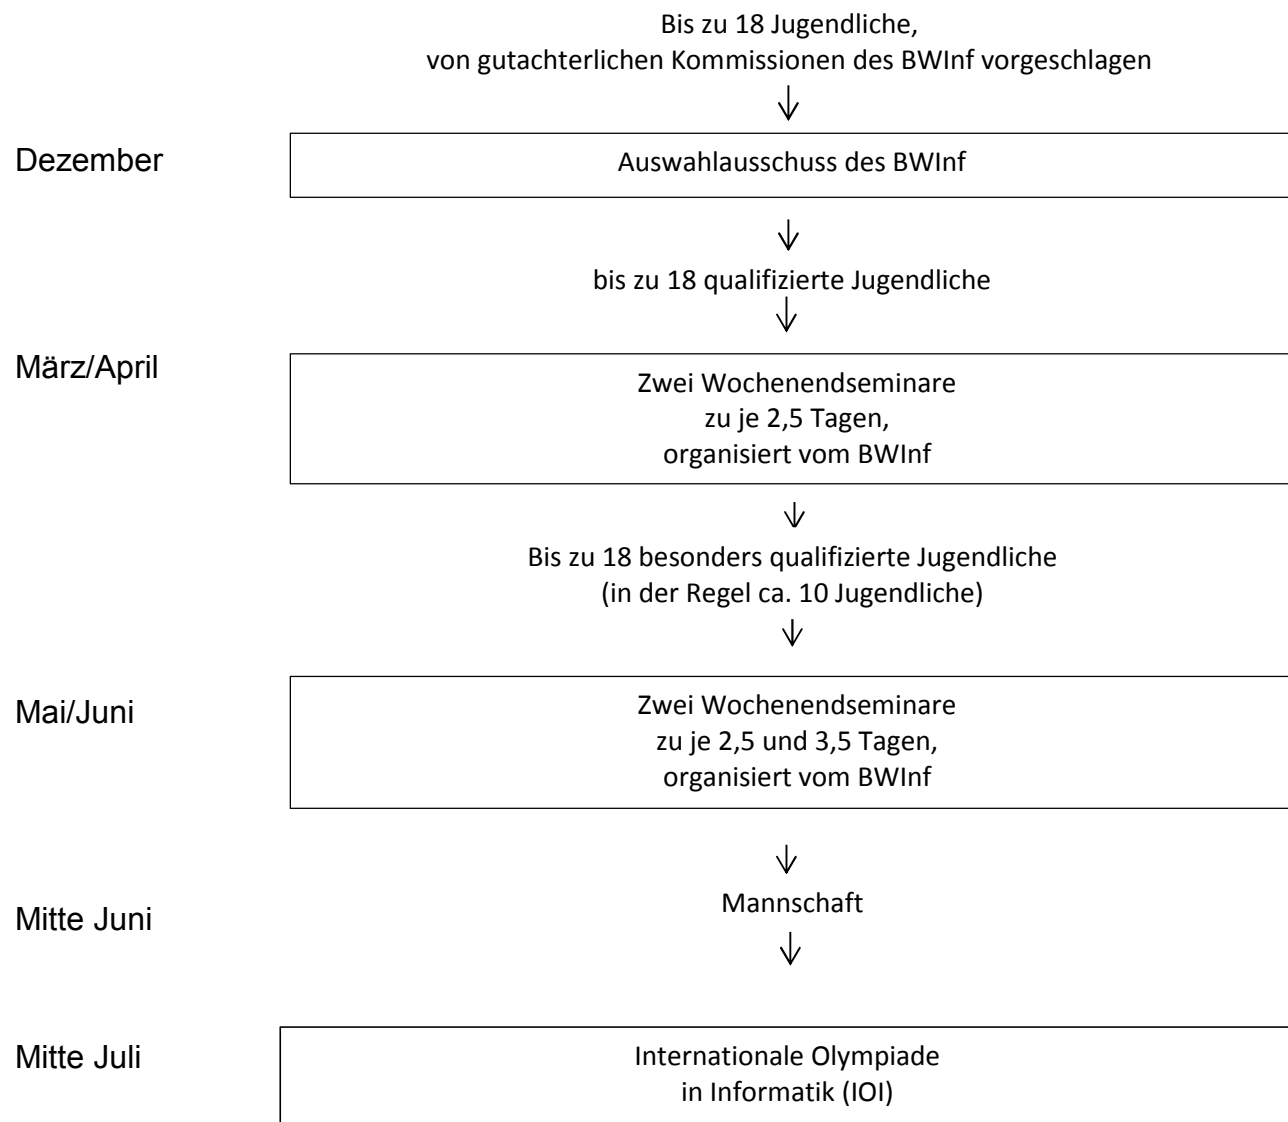 Bis zu 18 Jugendliche,
von gutachterlichen Kommissionen des BWInf vorgeschlagen
Dezember
Auswahlausschuss des BWInf
bis zu 18 qualifizierte Jugendliche
März/April
Zwei Wochenendseminare
zu je 2,5 Tagen,
organisiert vom BWInf
Bis zu 18 besonders qualifizierte Jugendliche
(in der Regel ca. 10 Jugendliche)
Mai/Juni
Zwei Wochenendseminare
zu je 2,5 und 3,5 Tagen,
organisiert vom BWInf
Mitte Juni
Mannschaft
Mitte Juli
Internationale Olympiade
in Informatik (IOI)